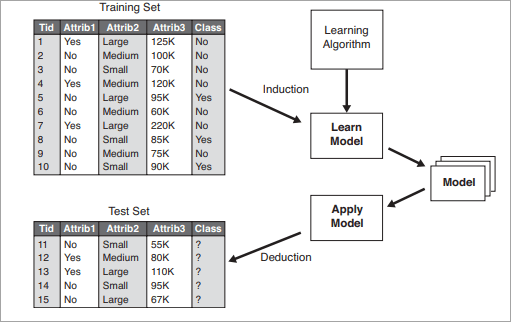 Training Set
Tid Attrib1 Attrib2 Attrib3 Class
1 Yes Large 125K No
2 No Medium 100K No
3 No Small 70K No
4 Yes Medium 120K No
5 No Large 95K Yes
6 No Medium 60K No
7 Yes Large 220K No
8 No Small 85K Yes
9 No Medium 75K No
10 No Small 90K Yes
Learning
Algorithm
Induction
Learn
Model
Model
Apply
Model
Deduction
Test Set
Tid Attrib1 Attrib2 Attrib3 Class
11 No Small 55K ?
12 Yes Medium 80K ?
13 Yes Large 110K ?
14 No Small 95K ?
15 No Large 67K ?